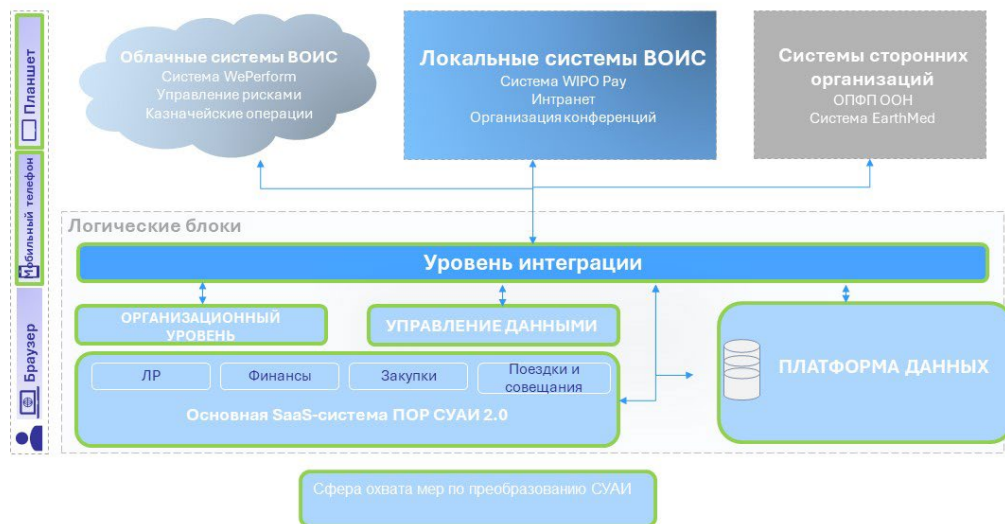 Облачные системы ВОИС
Система WePerform
Управление рисками
Казначейские операции
Локальные системы ВОИС
Система WIPO Pay
Интранет
Организация конференций
Системы сторонних
организаций
ОПФП ООН
Система EarthMed
Планшет
Мобильный телефон
Браузер
Логические блоки
Уровень интеграции
ОРГАНИЗАЦИОННЫЙ
УРОВЕНЬ
УПРАВЛЕНИЕ ДАННЫМИ
ПЛАТФОРМА ДАННЫХ
ЛР
Финансы
Закупки
Поездки и
совещания
Основная SaaS-система ПОР СУАИ 2.0
Сфера охвата мер по преобразованию СУАИ